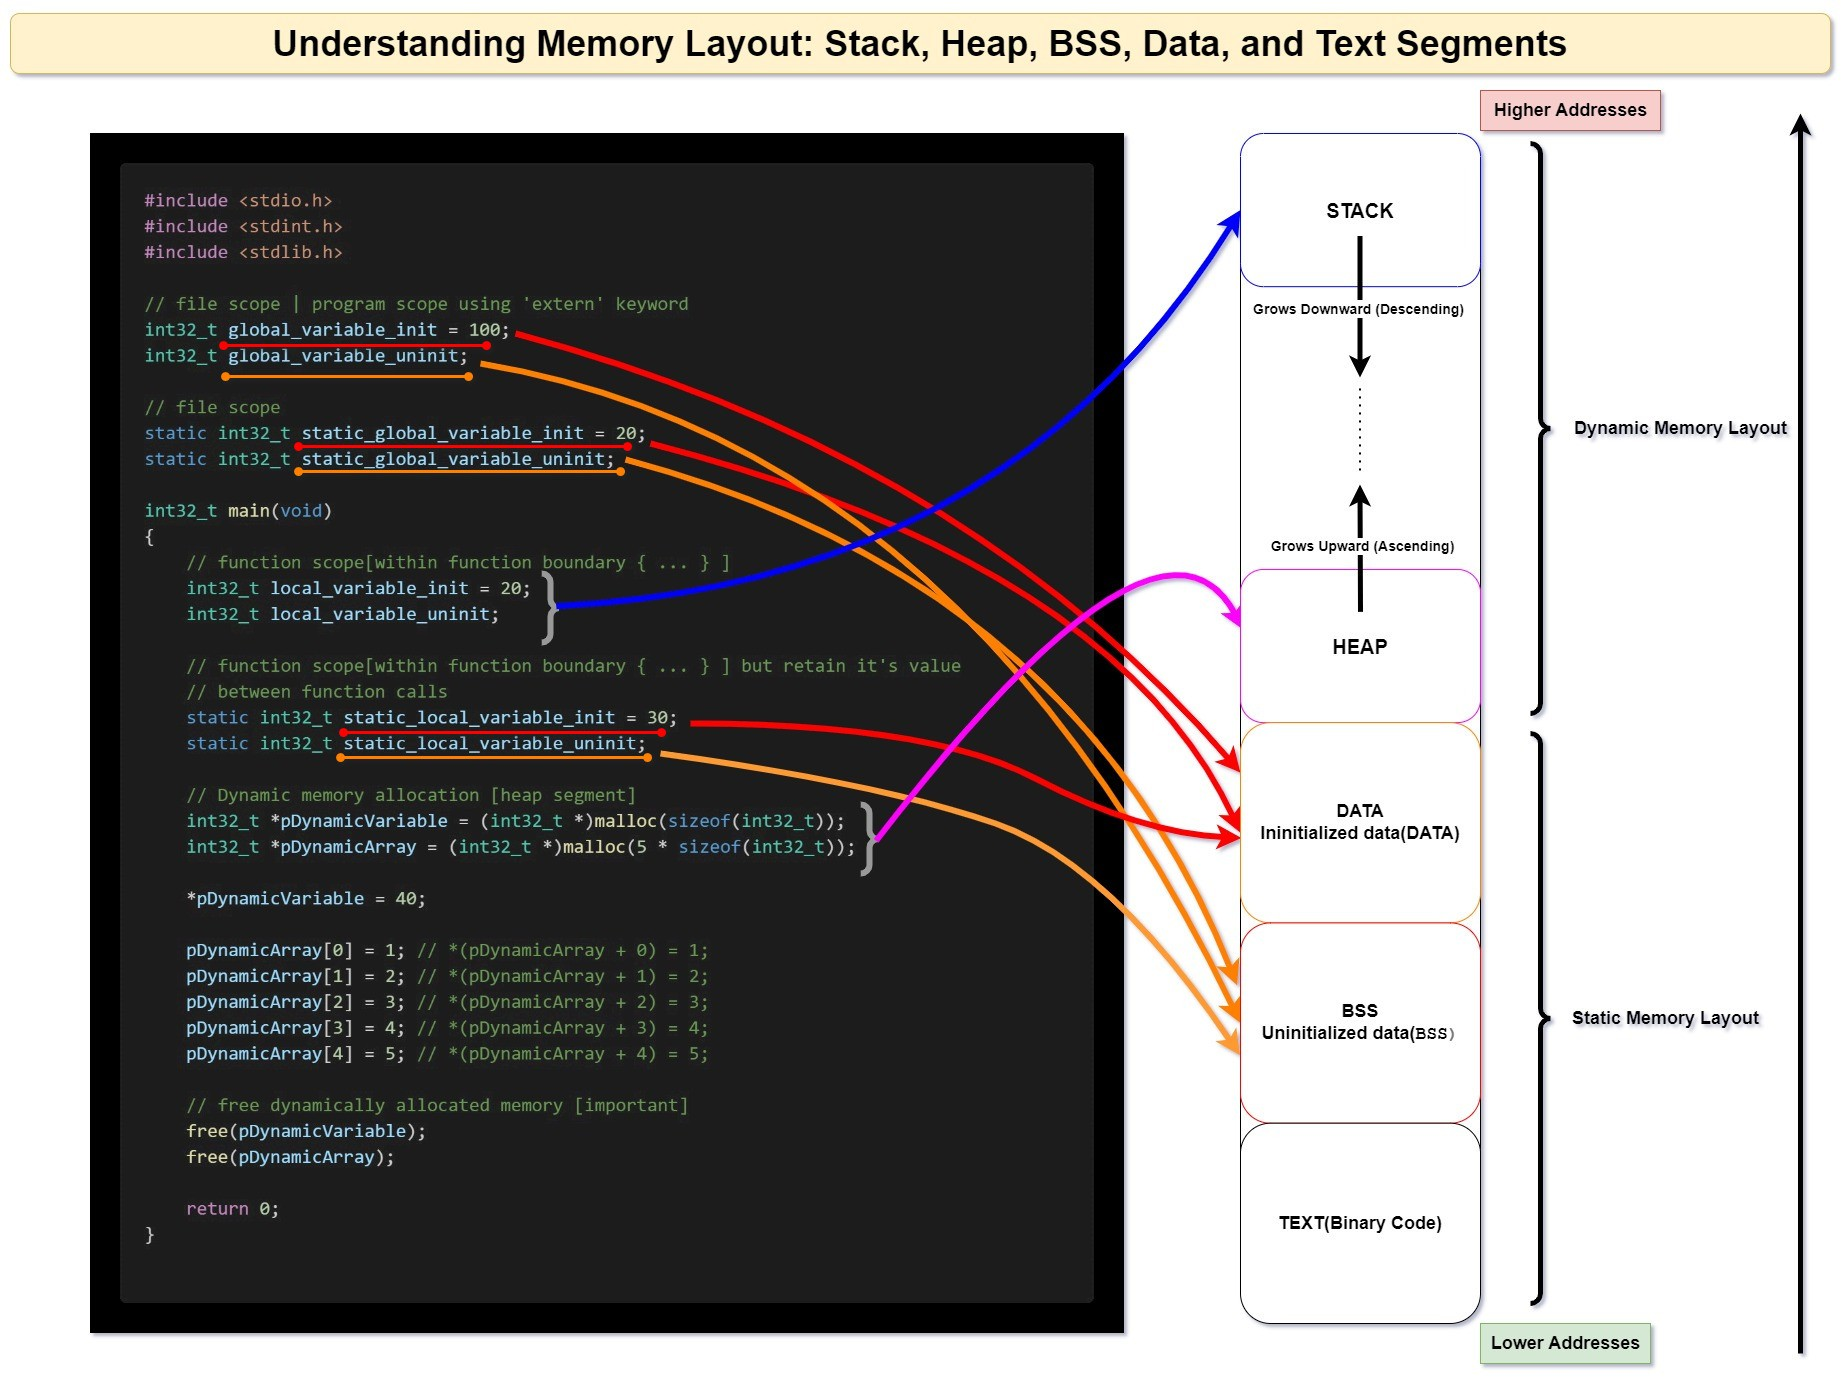 Understanding Memory Layout: Stack, Heap, BSS, Data, and Text Segments
#include <stdio.h>
#include <stdint.h>
#include <stdlib.h>
// file scope | program scope using 'extern' keyword
int32_t global_variable_init = 100;
int32_t global_variable_uninit;
// file scope
static int32_t static_global_variable_init = 20;
static int32_t static_global_variable_uninit;
int32_t main(void)
{
// function scope[within function boundary { ... } ]
int32_t local_variable_init = 20;
int32_t local_variable_uninit;
// function scope[within function boundary { ... } ] but retain it's value
// between function calls
static int32_t static_local_variable_init = 30;
static int32_t static_local_variable_uninit;
// Dynamic memory allocation [heap segment]
int32_t *pDynamicVariable = (int32_t *)malloc(sizeof(int32_t));
int32_t *pDynamicArray = (int32_t *)malloc(5 * sizeof(int32_t));
*pDynamicVariable = 40;
pDynamicArray[0] = 1; // *(pDynamicArray + 0) = 1;
pDynamicArray[1] = 2; // *(pDynamicArray + 1) = 2;
pDynamicArray[2] = 3; // *(pDynamicArray + 2) = 3;
pDynamicArray[3] = 4; // *(pDynamicArray + 3) = 4;
pDynamicArray[4] = 5; // *(pDynamicArray + 4) = 5;
// free dynamically allocated memory [important]
free(pDynamicVariable);
free(pDynamicArray);
return 0;
}
Higher Addresses
STACK
Grows Downward (Descending)
Dynamic Memory Layout
Grows Upward (Ascending)
HEAP
DATA
Ininitialized data(DATA)
BSS
Uninitialized data(BSS)
Static Memory Layout
TEXT(Binary Code)
Lower Addresses